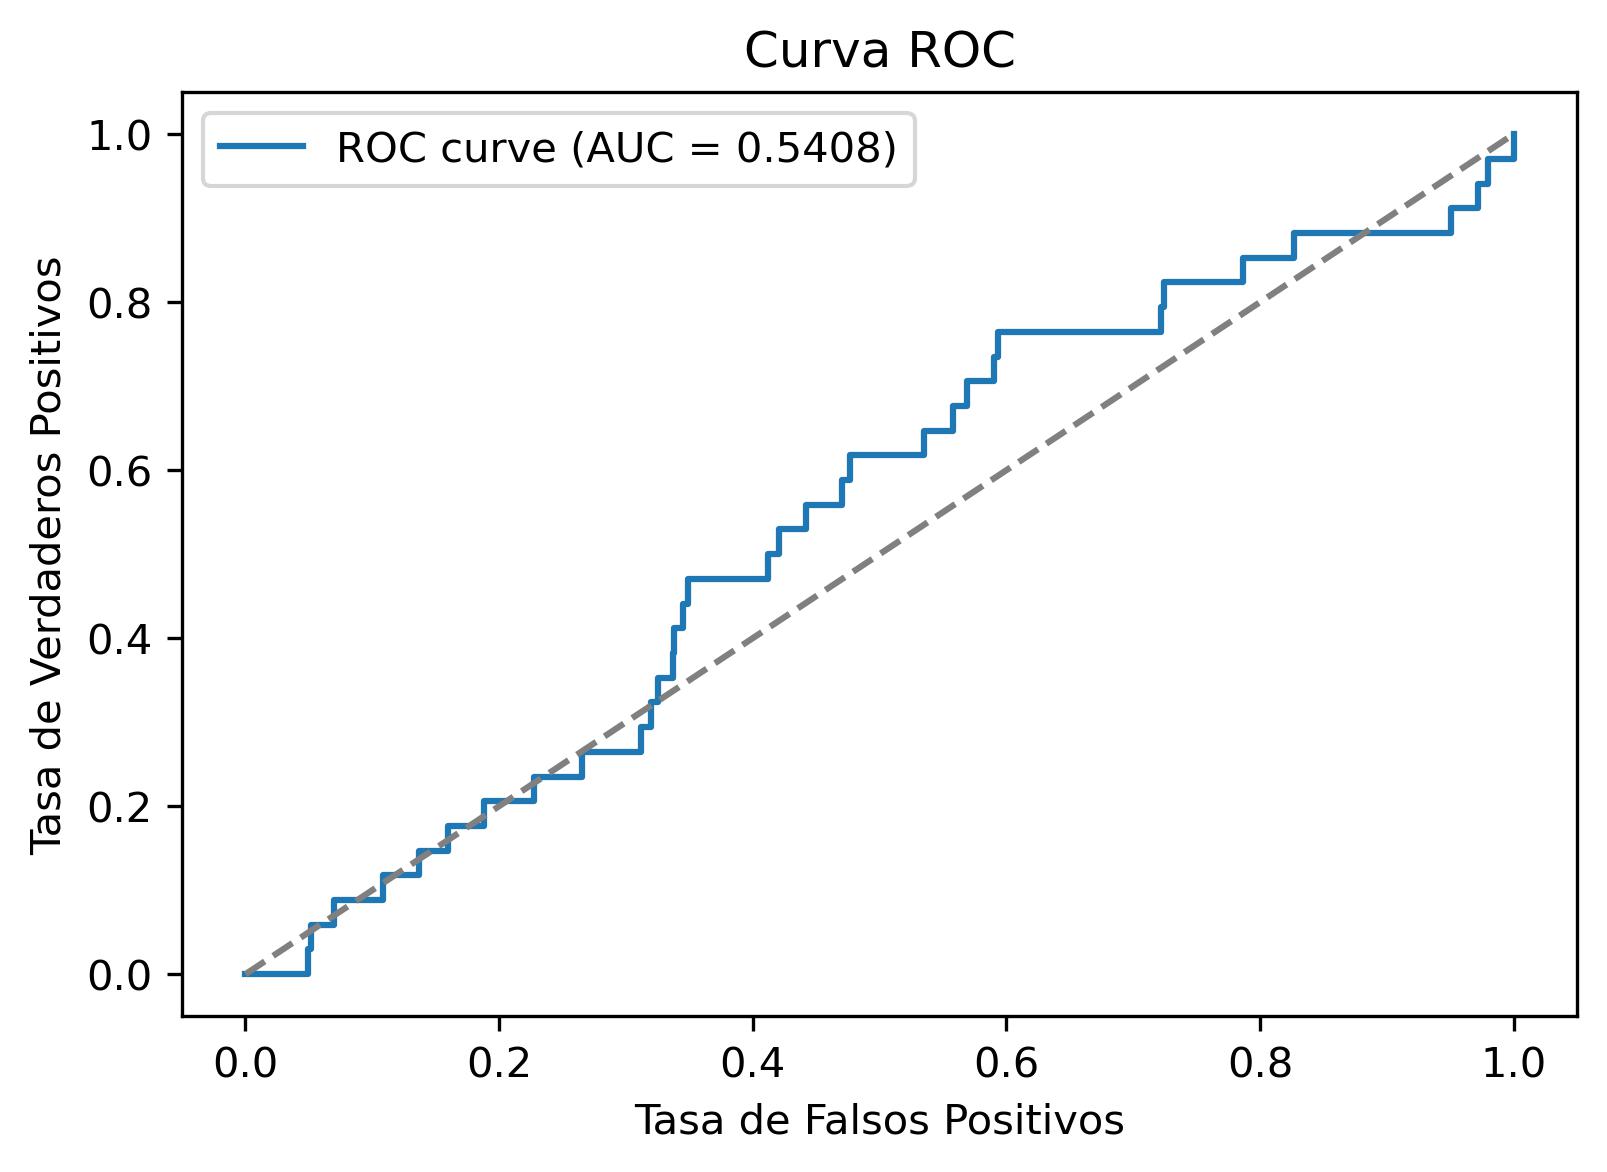 Curva ROC
ROC curve (AUC = 0.5408)
Tasa de Verdaderos Positivos
1.0
0.8
0.6
0.4
0.2
0.0
0.0 0.2 0.4 0.6 0.8 1.0
Tasa de Falsos Positivos